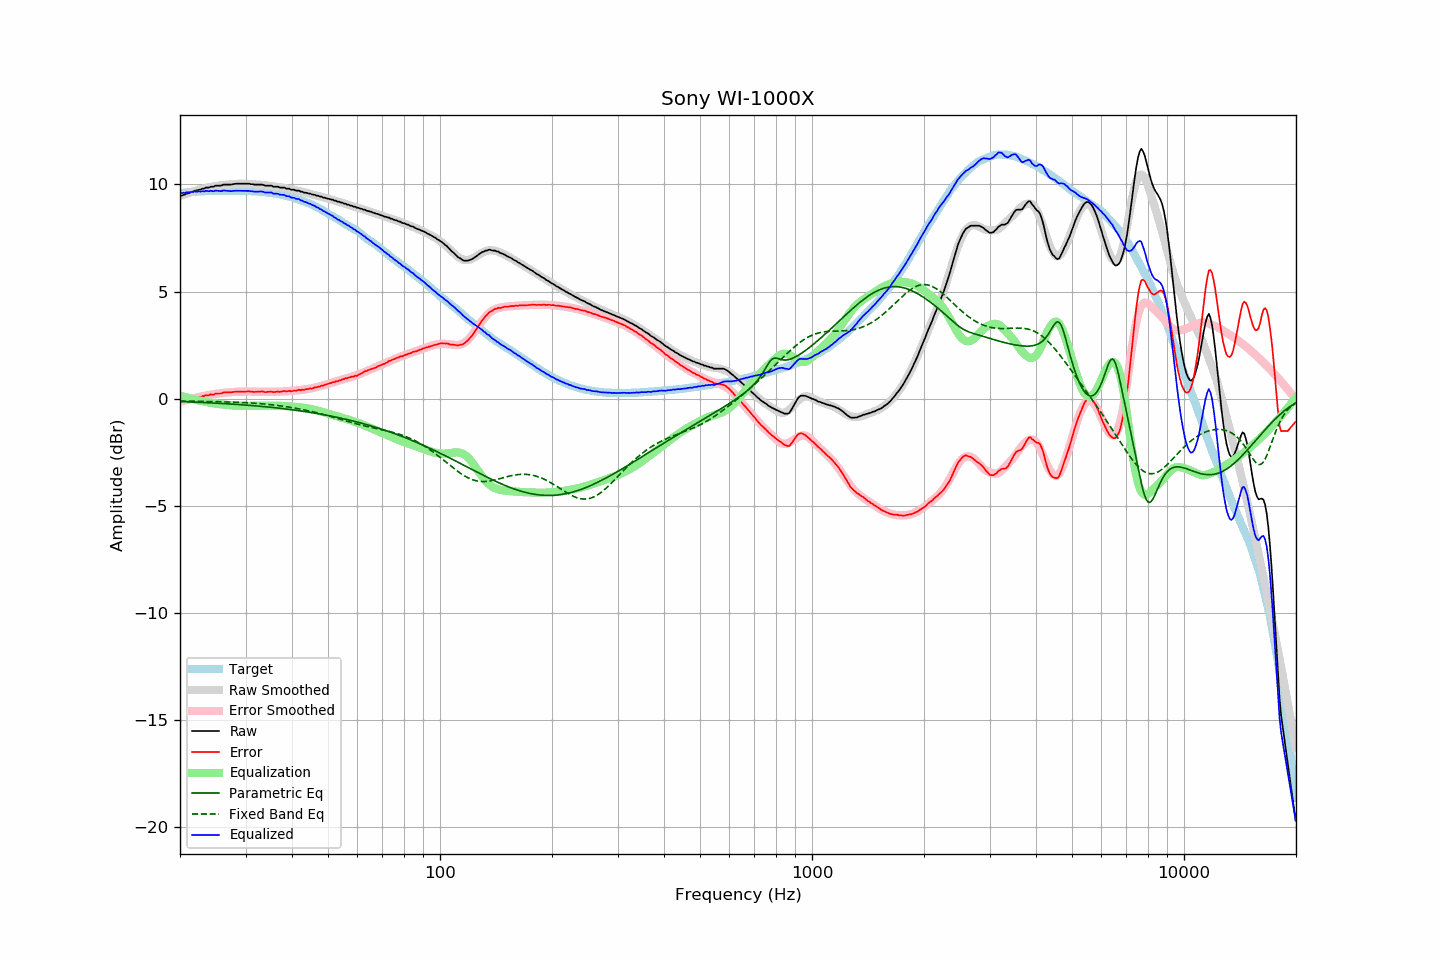 Sony WI-1000X
Amplitude (dBr)
10
5
0
−5
−10
−15
−20
Target
Raw Smoothed
Error Smoothed
Raw
Error
Equalization
Parametric Eq
Fixed Band Eq
Equalized
100
1000
10000
Frequency (Hz)